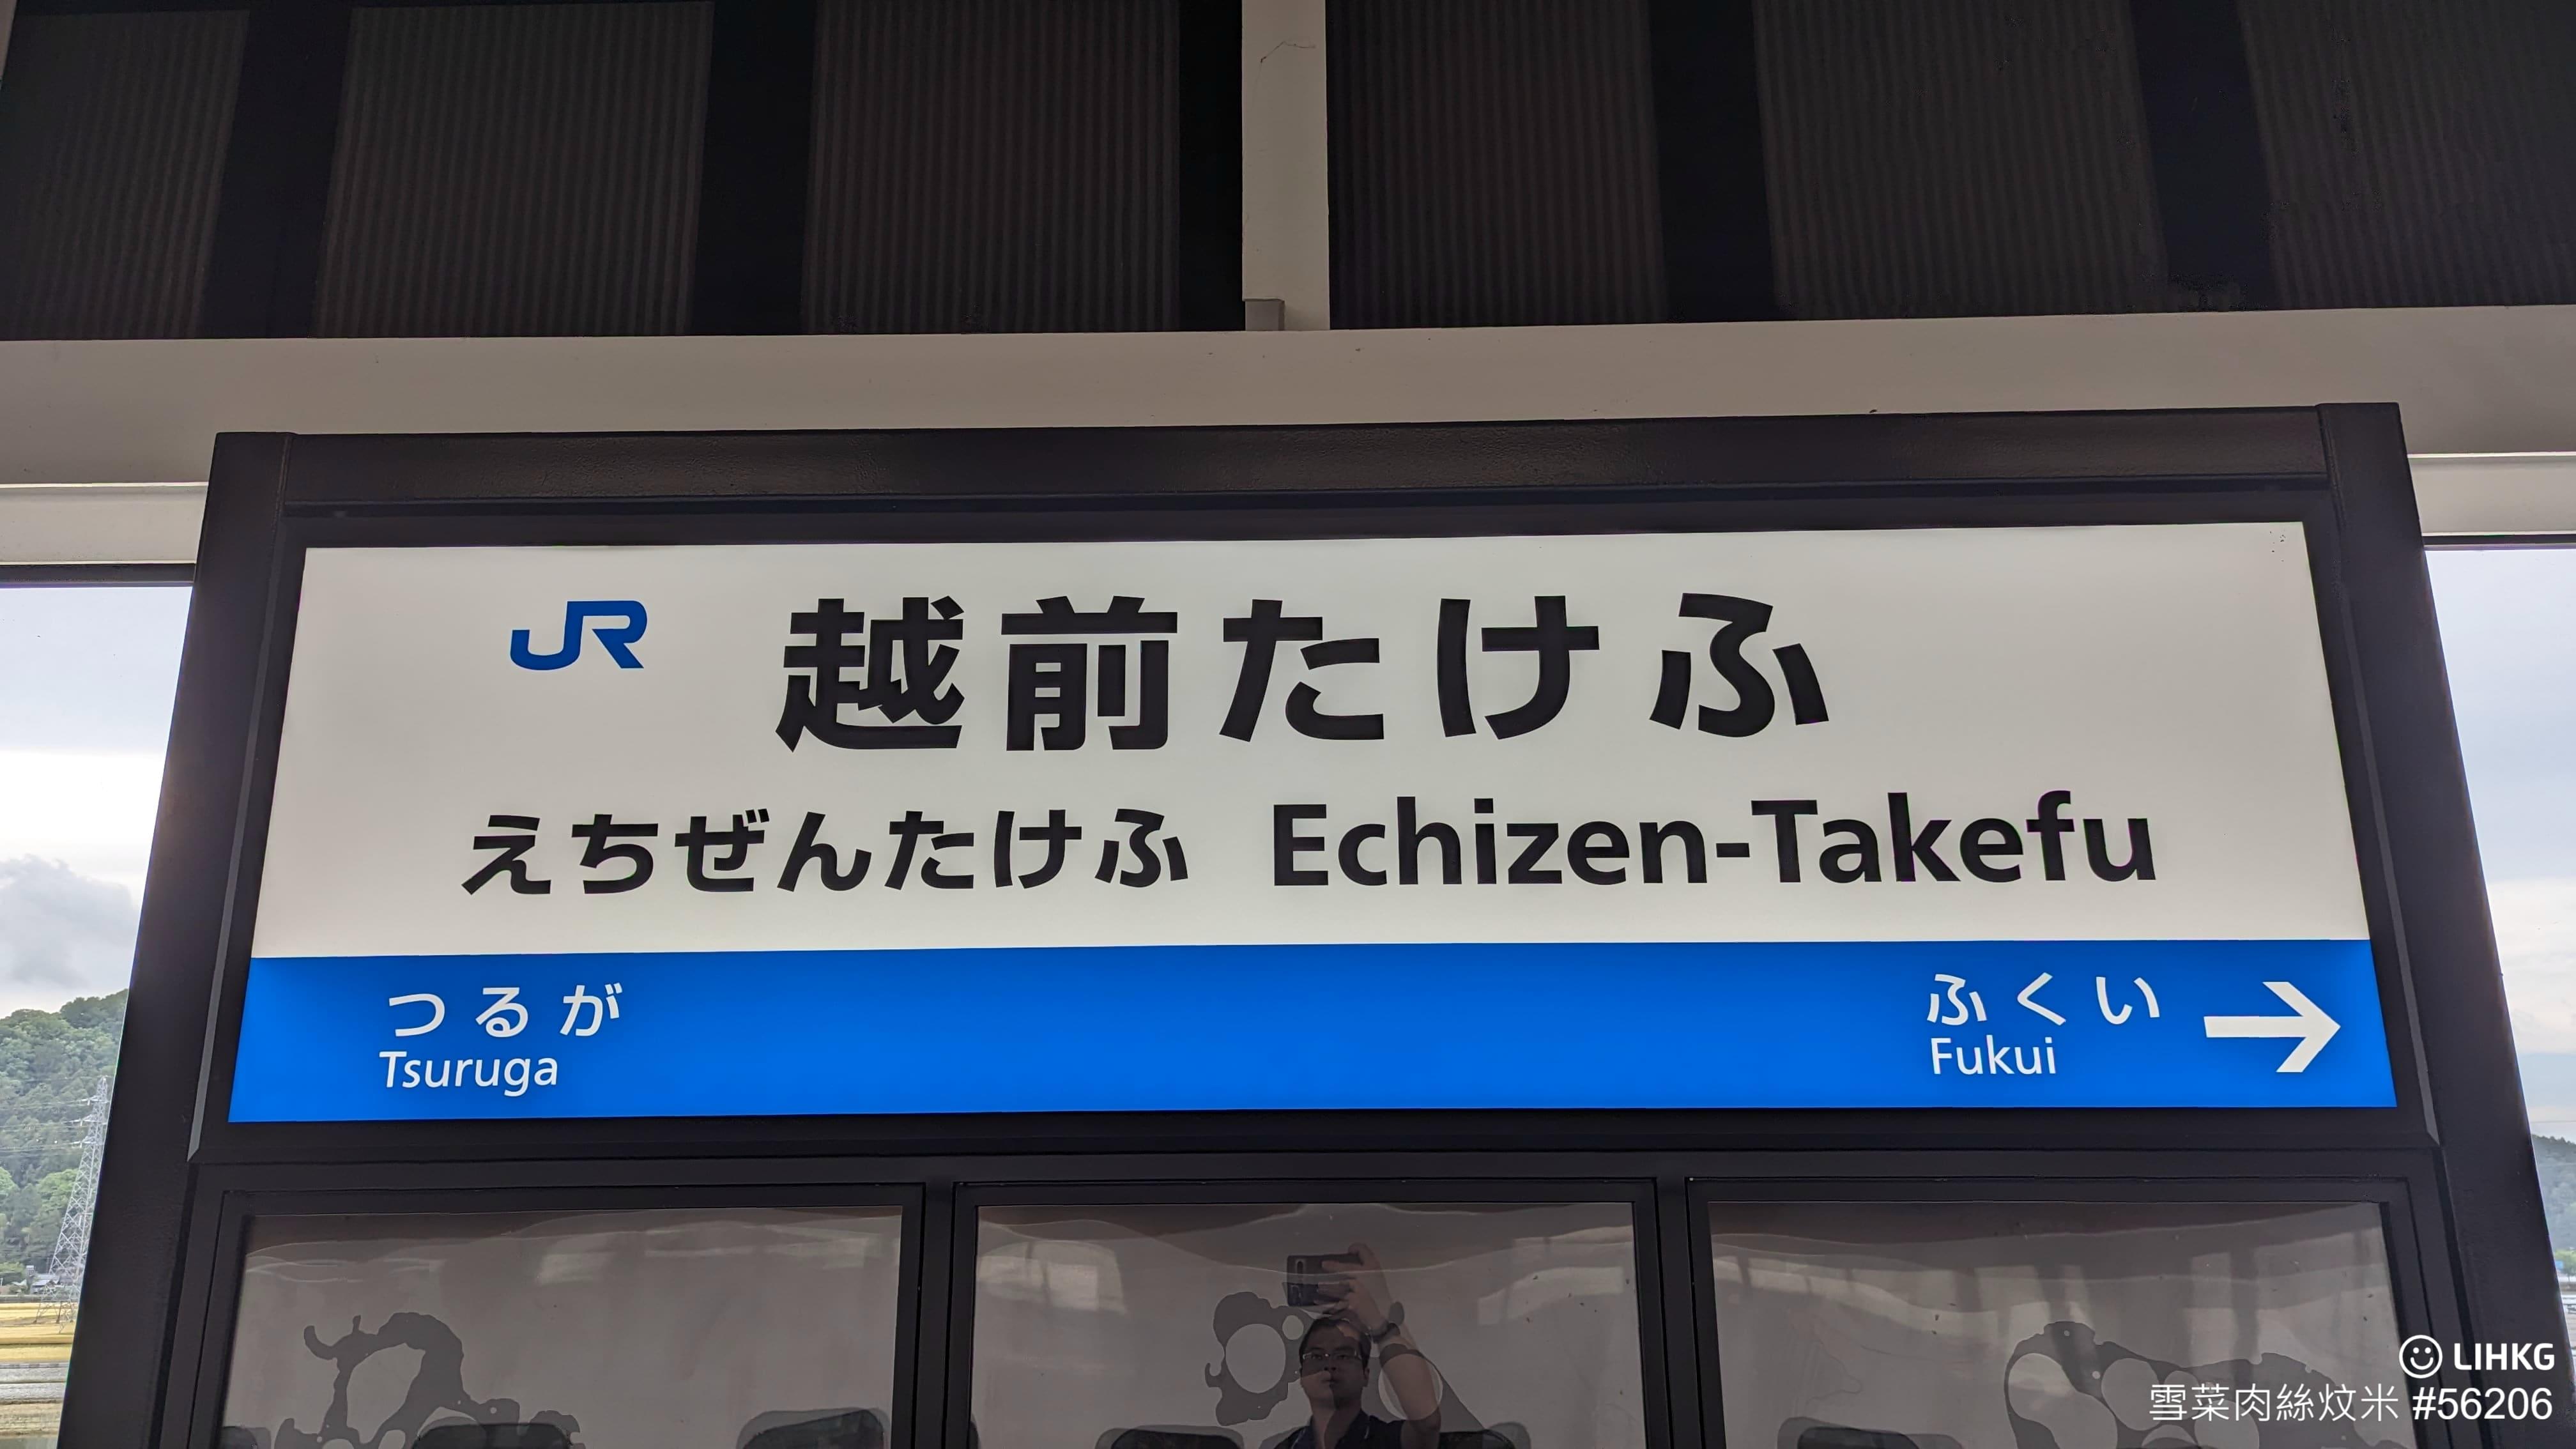 JR 越前たけふ
えちぜんたけふ Echizen-Takefu
つるが ふくい →
Tsuruga Fukui
LIHKG
雪菜肉絲炆米 #56206